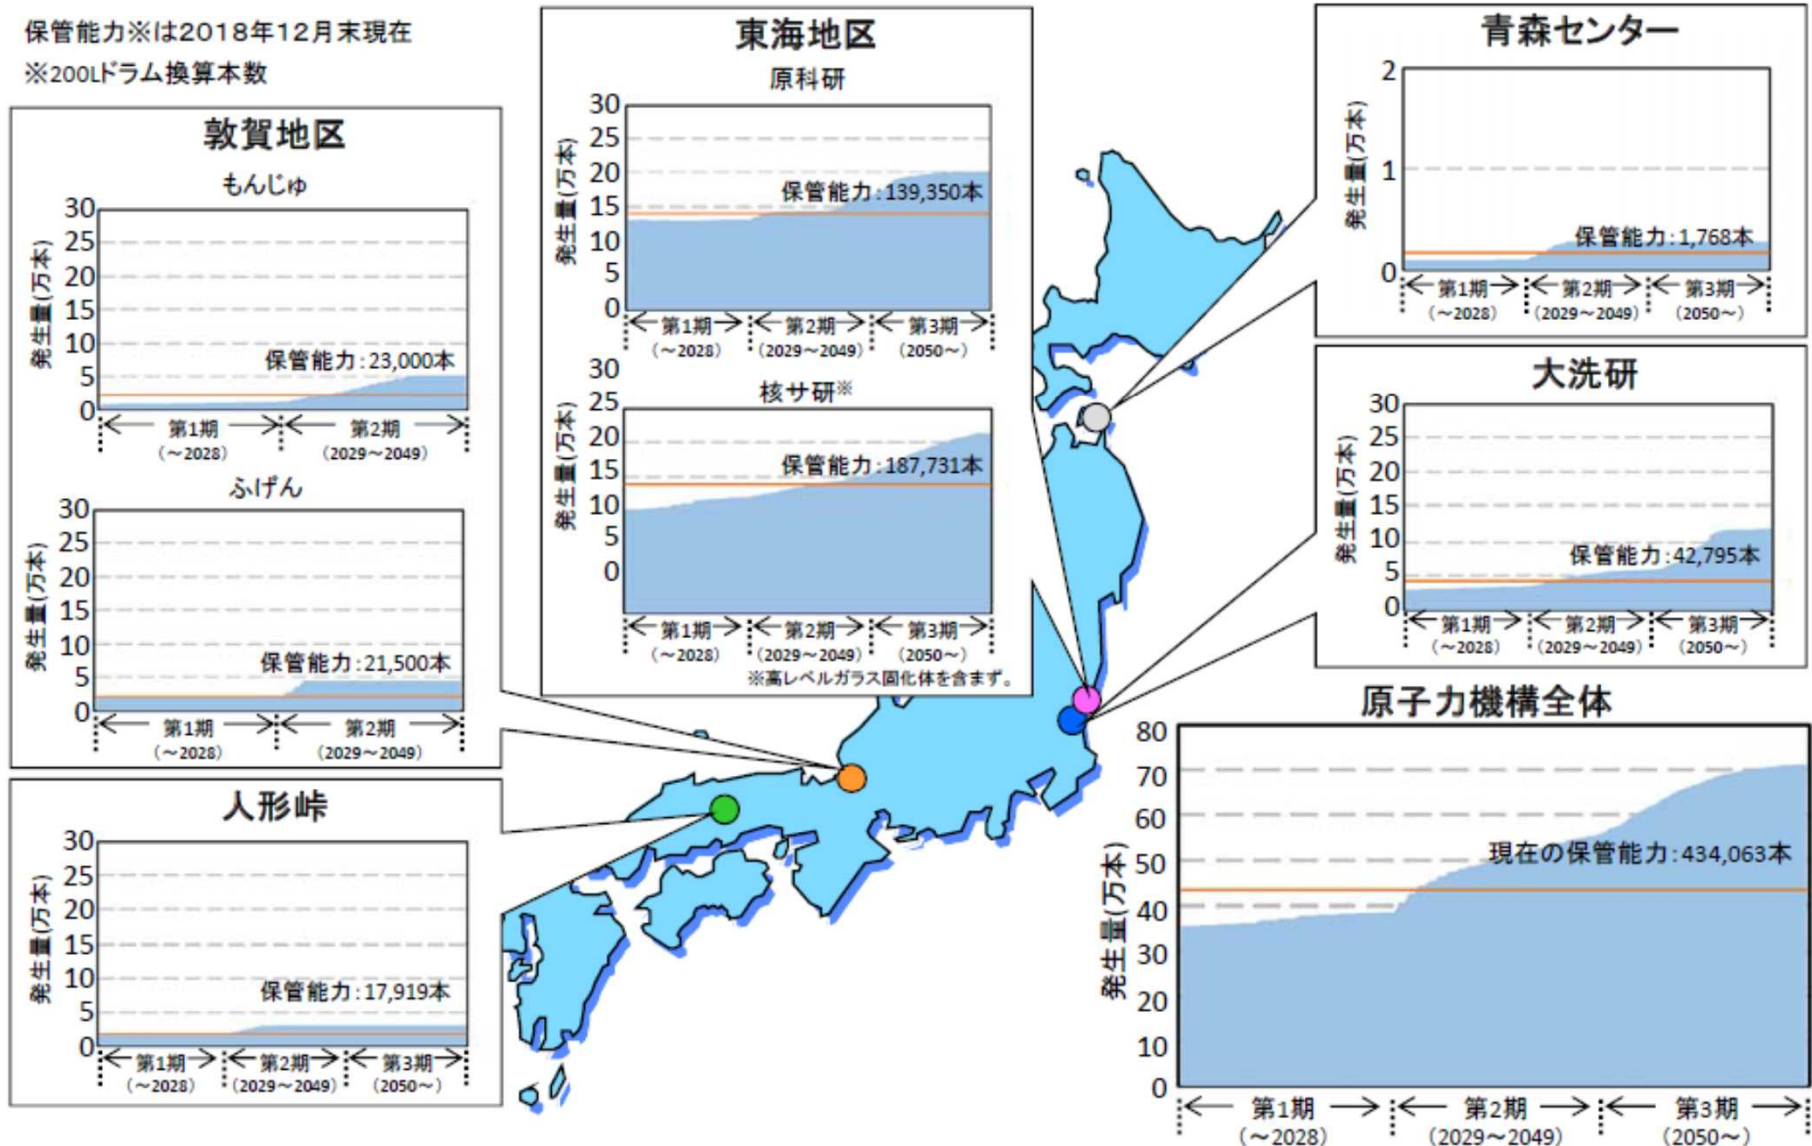 保管能力※は2018年12月末現在
※200Lドラム換算本数
敦賀地区
もんじゅ
発生量(万本)
30
25
20
15
10
5
0
保管能力:23,000本
第1期
(～2028)
第2期
(2029～2049)
ふげん
発生量(万本)
30
25
20
15
10
5
0
保管能力:21,500本
第1期
(～2028)
第2期
(2029～2049)
人形峠
発生量(万本)
30
25
20
15
10
5
0
保管能力:17,919本
第1期
(～2028)
第2期
(2029～2049)
第3期
(2050～)
東海地区
原科研
発生量(万本)
30
25
20
15
10
5
0
保管能力:139,350本
第1期
(～2028)
第2期
(2029～2049)
第3期
(2050～)
核サ研※
発生量(万本)
30
25
20
15
10
5
0
保管能力:187,731本
第1期
(～2028)
第2期
(2029～2049)
第3期
(2050～)
※高レベルガラス固化体を含まず。
青森センター
発生量(万本)
2
1
0
保管能力:1,768本
第1期
(～2028)
第2期
(2029～2049)
第3期
(2050～)
大洗研
発生量(万本)
30
25
20
15
10
5
0
保管能力:42,795本
第1期
(～2028)
第2期
(2029～2049)
第3期
(2050～)
原子力機構全体
発生量(万本)
80
70
60
50
40
30
20
10
0
現在の保管能力:434,063本
第1期
(～2028)
第2期
(2029～2049)
第3期
(2050～)